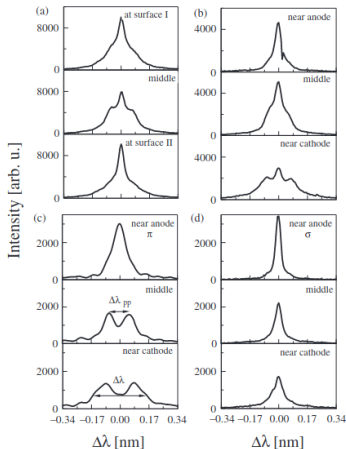 (a) at surface I
8000
0
middle
8000
0
at surface II
8000
0
(b) near anode
4000
0
middle
4000
0
near cathode
4000
0
Intensity [arb. u.]
(c) near anode
π
2000
0
middle
Δλ pp
2000
0
near cathode
Δλ
2000
0
−0.34 −0.17 0.00 0.17 0.34
Δλ [nm]
(d) near anode
σ
2000
0
middle
2000
0
near cathode
2000
0
−0.34 −0.17 0.00 0.17 0.34
Δλ [nm]